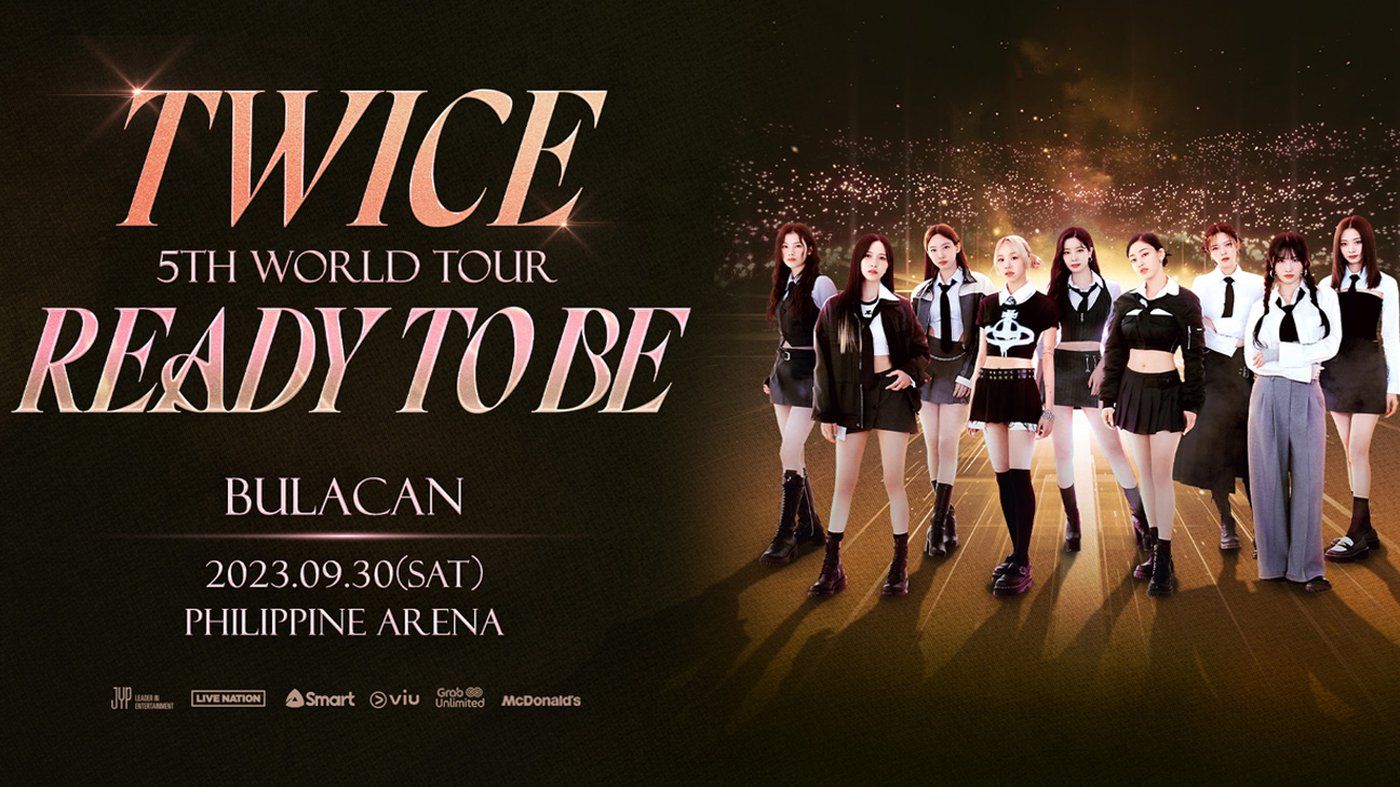 TWICE
5TH WORLD TOUR
READY TO BE
BULACAN
2023.09.30(SAT)
PHILIPPINE ARENA
JYP LEADER IN ENTERTAINMENT LIVE NATION Smart viu Grab Unlimited McDonald's